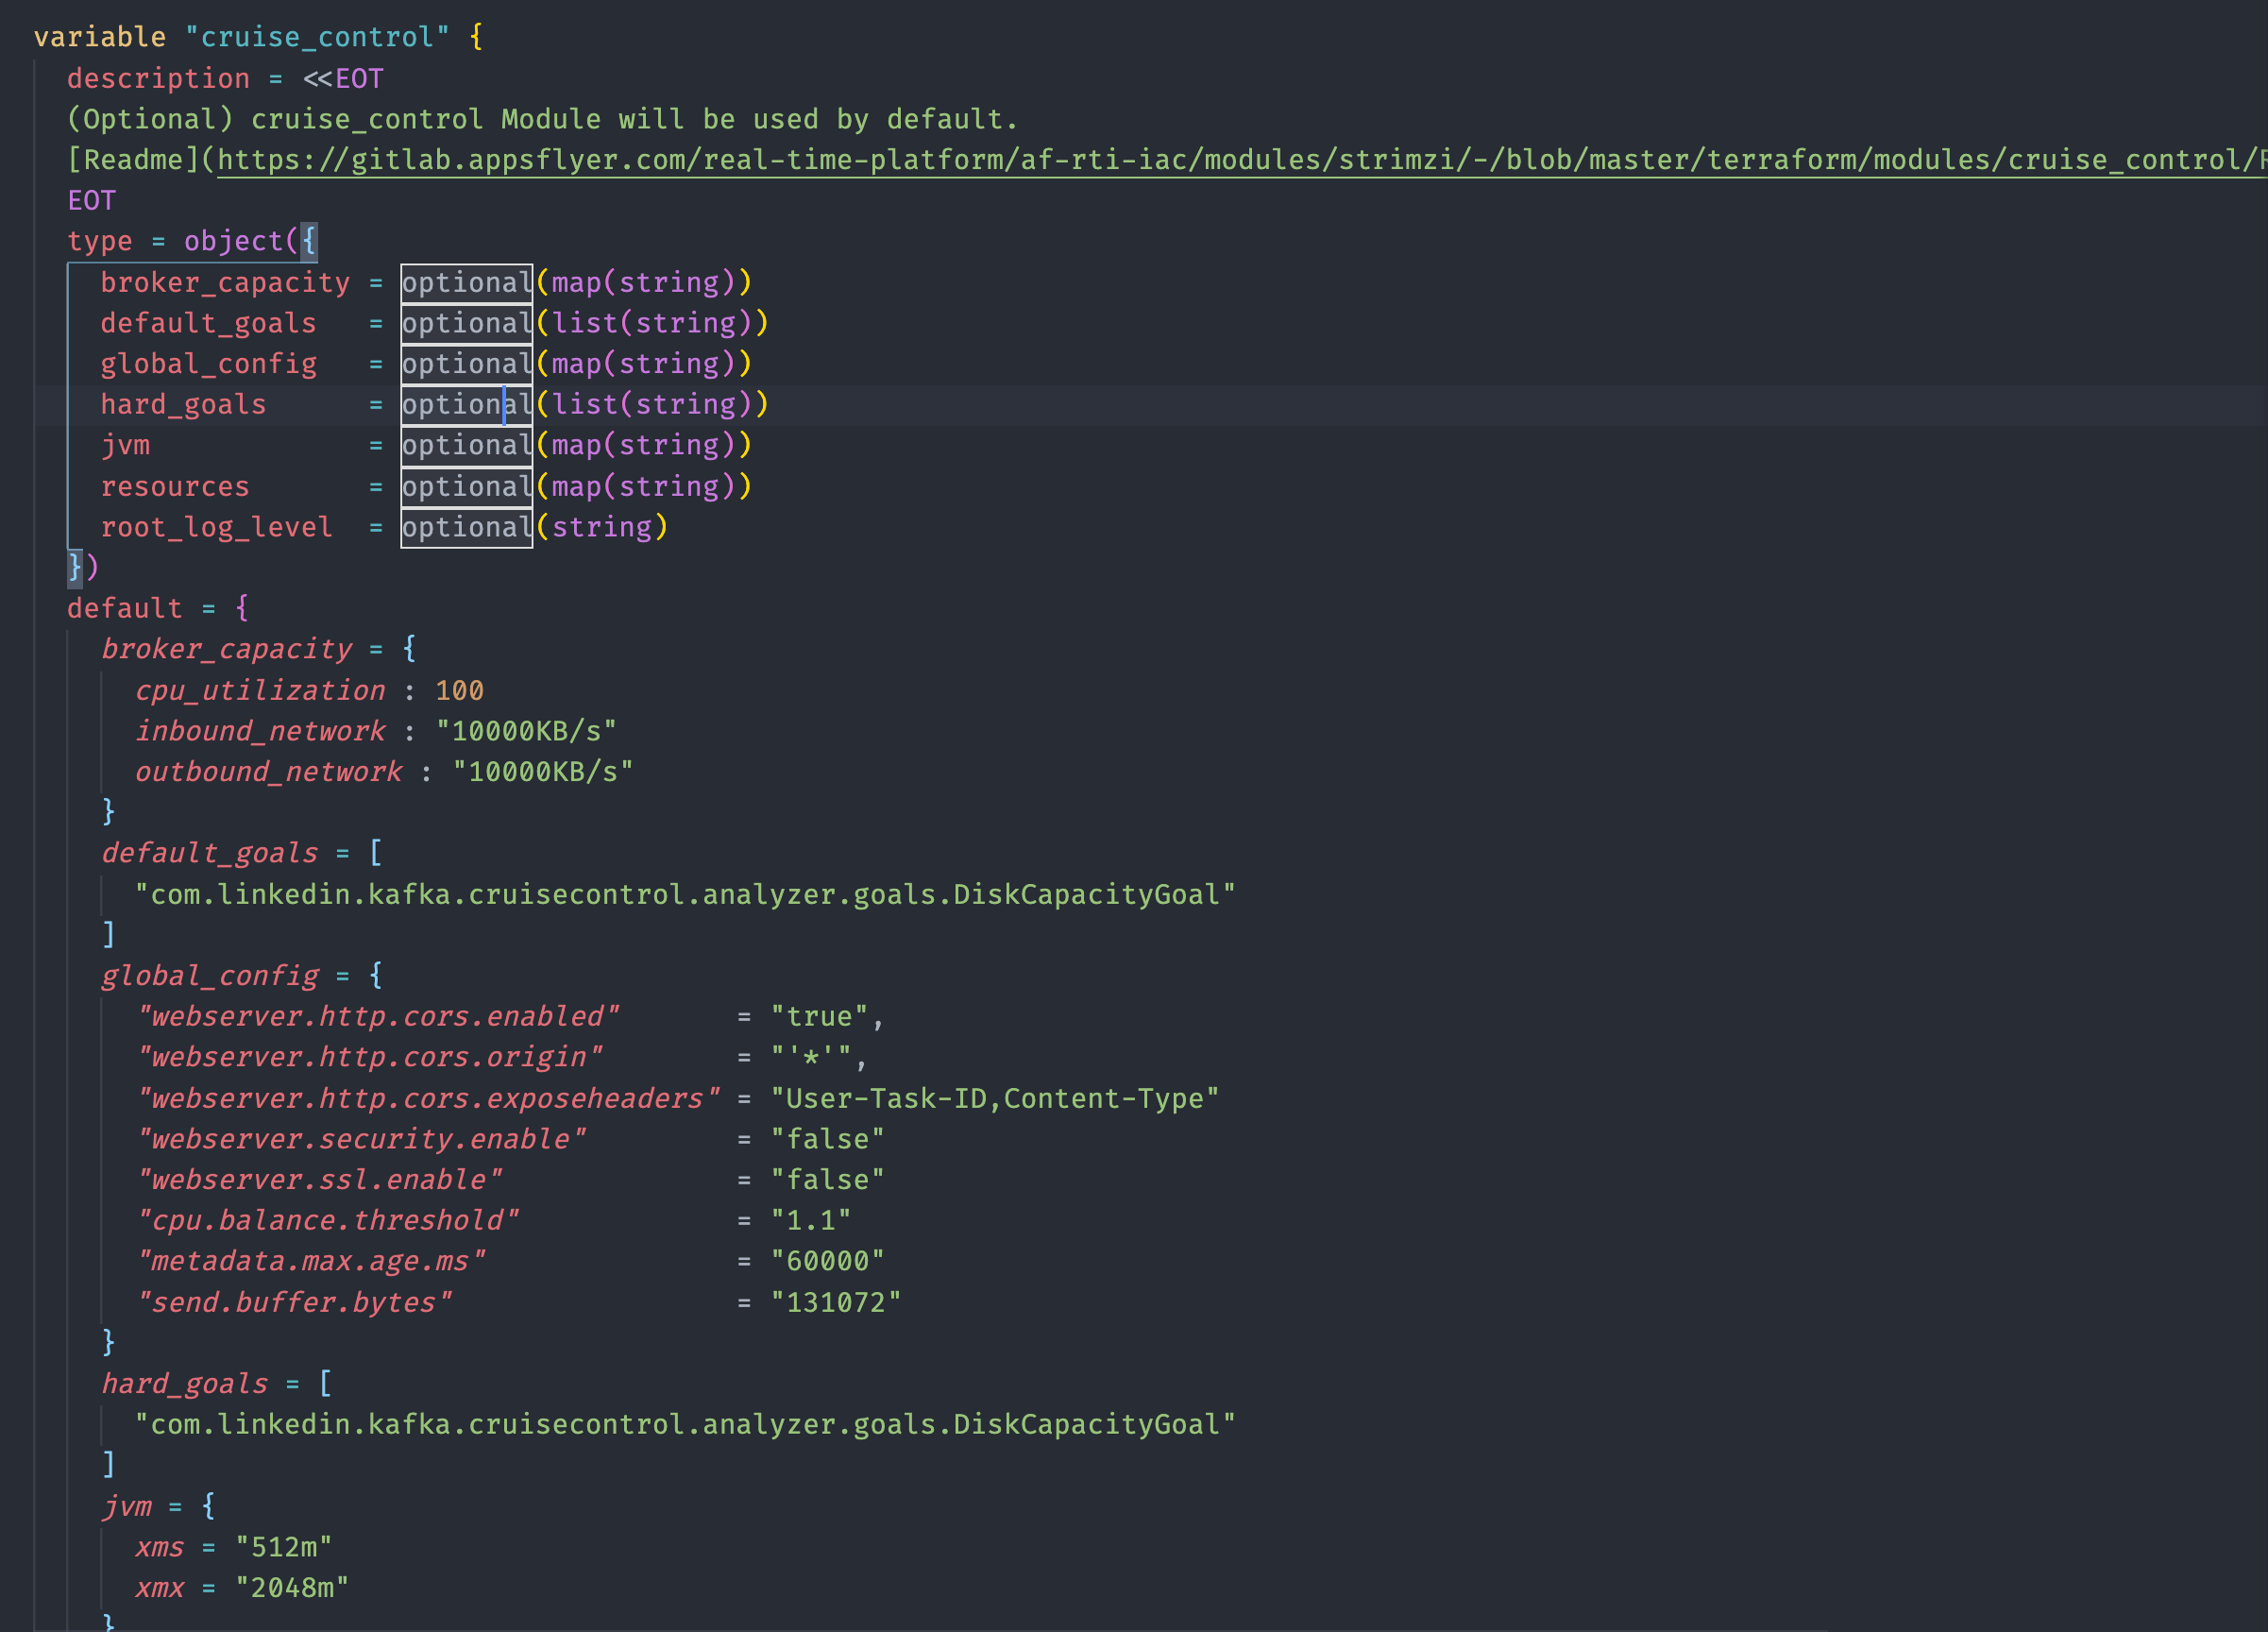 variable "cruise_control" {
description = <<EOT
(Optional) cruise_control Module will be used by default.
[Readme](https://gitlab.appsflyer.com/real-time-platform/af-rti-iac/modules/strimzi/-/blob/master/terraform/modules/cruise_control/
EOT
type = object({
broker_capacity = optional(map(string))
default_goals = optional(list(string))
global_config = optional(map(string))
hard_goals = optional(list(string))
jvm = optional(map(string))
resources = optional(map(string))
root_log_level = optional(string)
})
default = {
broker_capacity = {
cpu_utilization : 100
inbound_network : "10000KB/s"
outbound_network : "10000KB/s"
}
default_goals = [
"com.linkedin.kafka.cruisecontrol.analyzer.goals.DiskCapacityGoal"
]
global_config = {
"webserver.http.cors.enabled" = "true",
"webserver.http.cors.origin" = "'*'",
"webserver.http.cors.exposeheaders" = "User-Task-ID,Content-Type"
"webserver.security.enable" = "false"
"webserver.ssl.enable" = "false"
"cpu.balance.threshold" = "1.1"
"metadata.max.age.ms" = "60000"
"send.buffer.bytes" = "131072"
}
hard_goals = [
"com.linkedin.kafka.cruisecontrol.analyzer.goals.DiskCapacityGoal"
]
jvm = {
xms = "512m"
xmx = "2048m"
}